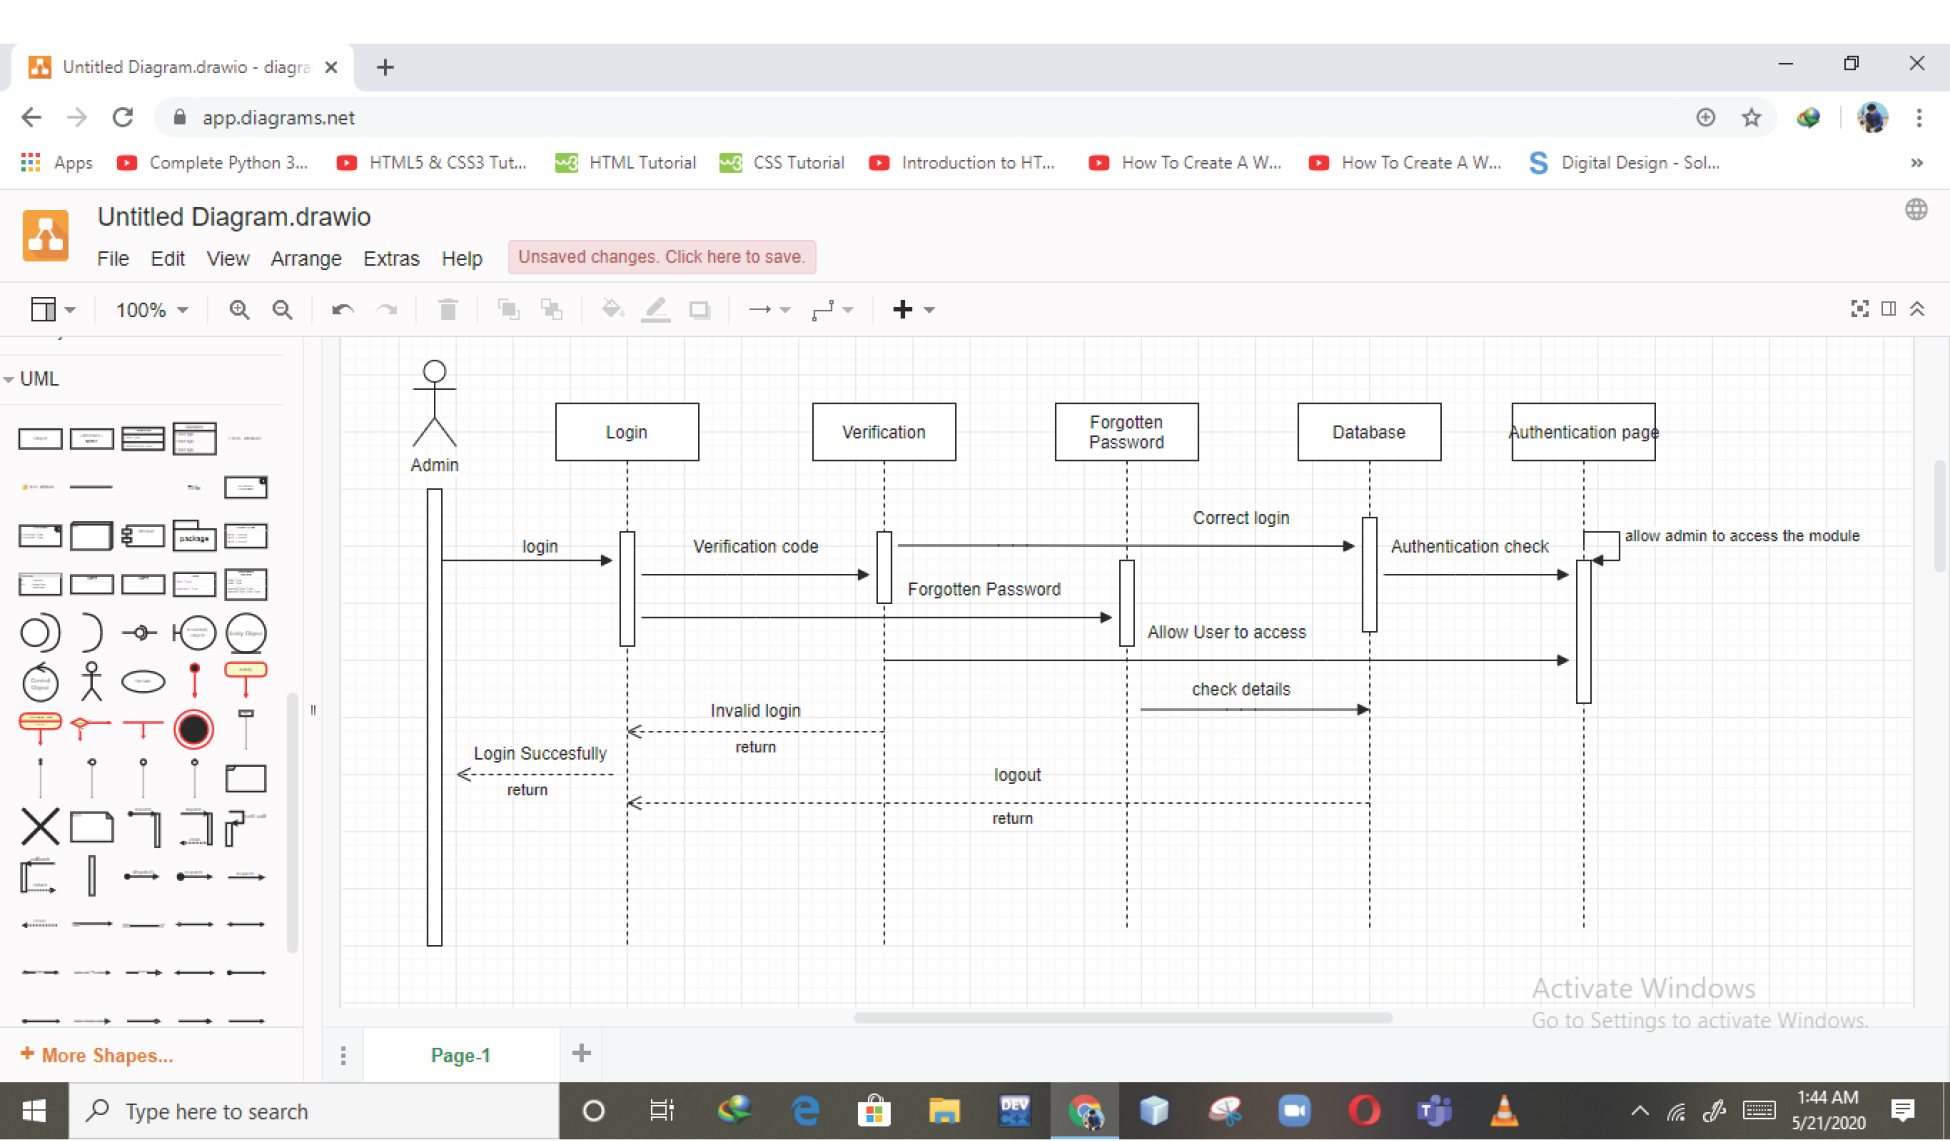 Untitled Diagram.drawio - diagra
app.diagrams.net
Apps
Complete Python 3...
HTML5 & CSS3 Tut...
HTML Tutorial
CSS Tutorial
Introduction to HT...
How To Create A W...
How To Create A W...
Digital Design - Sol...
»
Untitled Diagram.drawio
File Edit View Arrange Extras Help
Unsaved changes. Click here to save.
100%
UML
package
Admin
Login
Verification
Forgotten
Password
Database
Authentication page
Correct login
allow admin to access the module
login
Verification code
Authentication check
Forgotten Password
Allow User to access
check details
Invalid login
return
Login Succesfully
return
logout
return
Activate Windows
Go to Settings to activate Windows.
+ More Shapes...
Page-1
Type here to search
DEV
C++
1:44 AM
5/21/2020